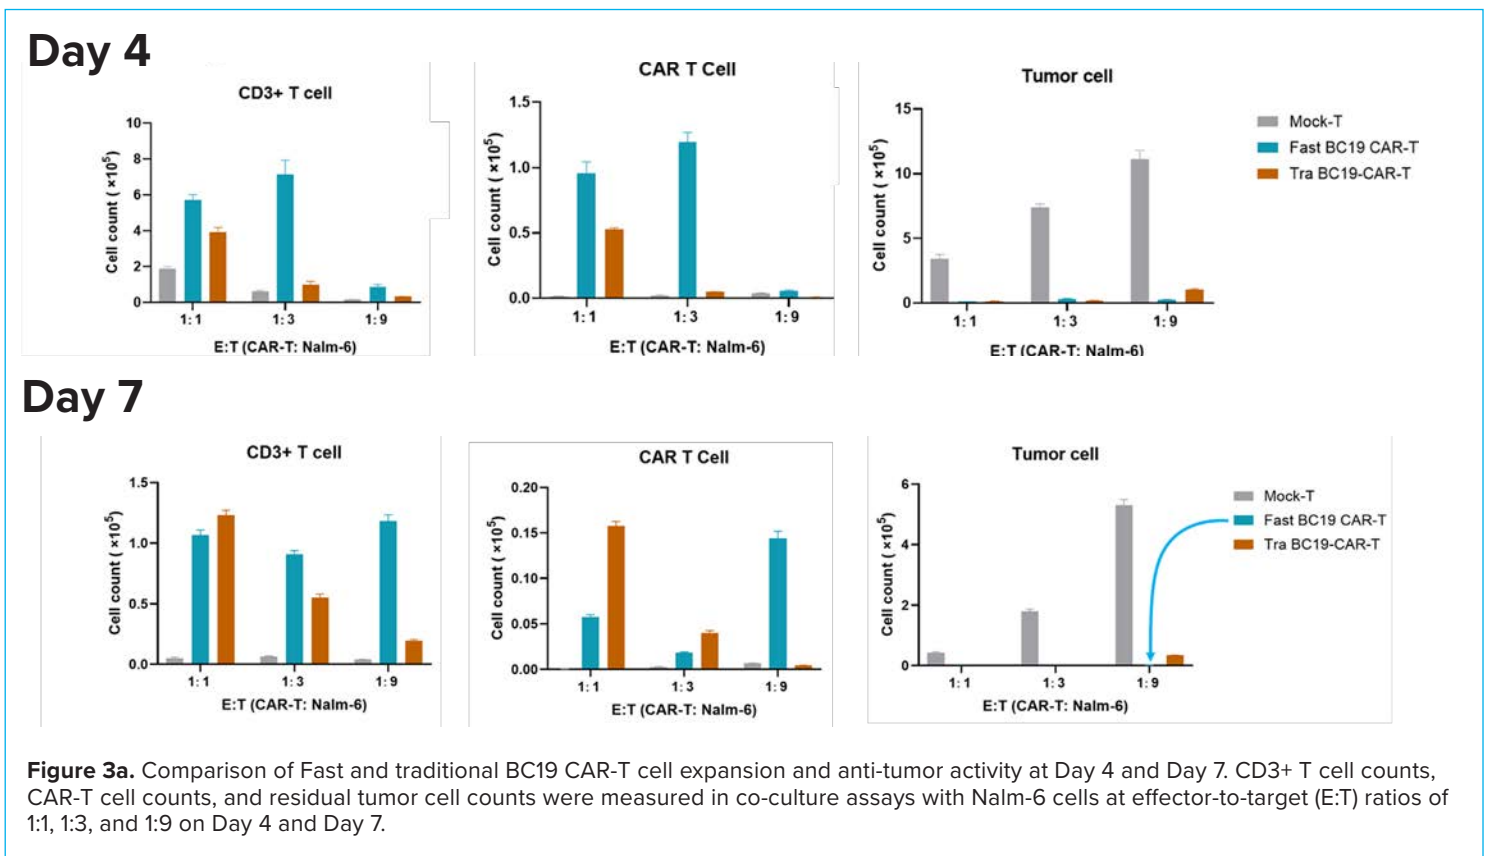 Day 4
CD3+ T cell
Cell count ( ×10⁵)
10
8
6
4
2
0
1:1
1:3
1:9
E:T (CAR-T: Nalm-6)
CAR T Cell
Cell count ( ×10⁵)
1.5
1.0
0.5
0.0
1:1
1:3
1:9
E:T (CAR-T: Nalm-6)
Tumor cell
Cell count ( ×10⁵)
15
10
5
0
1:1
1:3
1:9
E:T (CAR-T: Nalm-6)
Mock-T
Fast BC19 CAR-T
Tra BC19-CAR-T
Day 7
CD3+ T cell
Cell count ( ×10⁵)
1.5
1.0
0.5
0.0
1:1
1:3
1:9
E:T (CAR-T: Nalm-6)
CAR T Cell
Cell count ( ×10⁵)
0.20
0.15
0.10
0.05
0.00
1:1
1:3
1:9
E:T (CAR-T: Nalm-6)
Tumor cell
Cell count ( ×10⁵)
6
4
2
0
1:1
1:3
1:9
E:T (CAR-T: Nalm-6)
Mock-T
Fast BC19 CAR-T
Tra BC19-CAR-T
Figure 3a. Comparison of Fast and traditional BC19 CAR-T cell expansion and anti-tumor activity at Day 4 and Day 7. CD3+ T cell counts,
CAR-T cell counts, and residual tumor cell counts were measured in co-culture assays with Nalm-6 cells at effector-to-target (E:T) ratios of
1:1, 1:3, and 1:9 on Day 4 and Day 7.